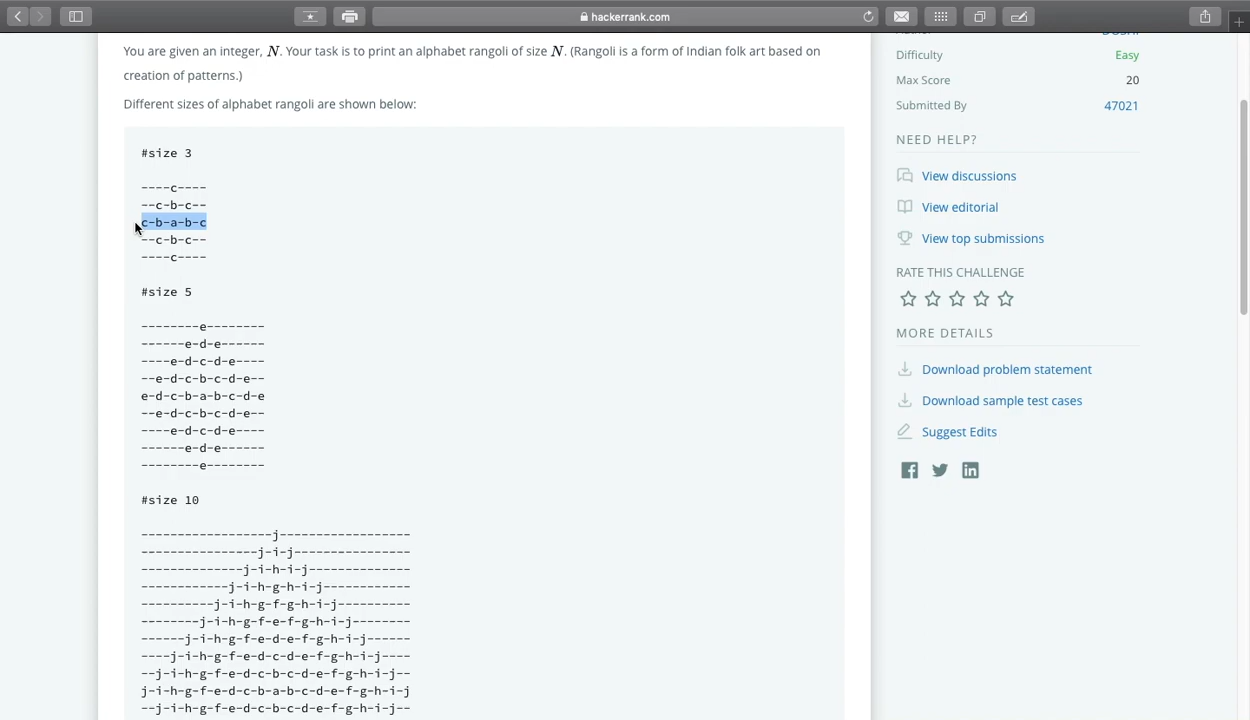 hackerrank.com
You are given an integer, N. Your task is to print an alphabet rangoli of size N. (Rangoli is a form of Indian folk art based on
creation of patterns.)
Different sizes of alphabet rangoli are shown below:
#size 3
----c----
--c-b-c--
c-b-a-b-c
--c-b-c--
----c----
#size 5
--------e--------
------e-d-e------
----e-d-c-d-e----
--e-d-c-b-c-d-e--
e-d-c-b-a-b-c-d-e
--e-d-c-b-c-d-e--
----e-d-c-d-e----
------e-d-e------
--------e--------
#size 10
------------------j------------------
----------------j-i-j----------------
--------------j-i-h-i-j--------------
------------j-i-h-g-h-i-j------------
----------j-i-h-g-f-g-h-i-j----------
--------j-i-h-g-f-e-f-g-h-i-j--------
------j-i-h-g-f-e-d-e-f-g-h-i-j------
----j-i-h-g-f-e-d-c-d-e-f-g-h-i-j----
--j-i-h-g-f-e-d-c-b-c-d-e-f-g-h-i-j--
j-i-h-g-f-e-d-c-b-a-b-c-d-e-f-g-h-i-j
--j-i-h-g-f-e-d-c-b-c-d-e-f-g-h-i-j--
Difficulty Easy
Max Score 20
Submitted By 47021
NEED HELP?
View discussions
View editorial
View top submissions
RATE THIS CHALLENGE
MORE DETAILS
Download problem statement
Download sample test cases
Suggest Edits